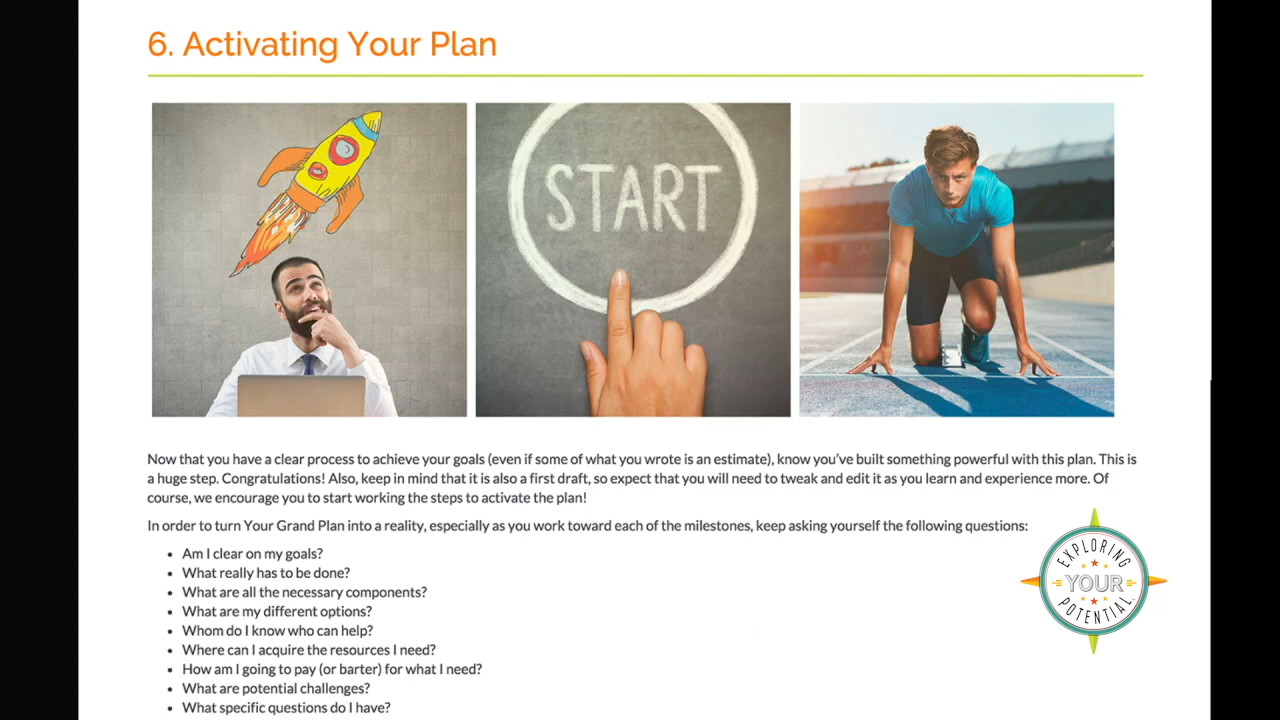 6. Activating Your Plan
START
Now that you have a clear process to achieve your goals (even if some of what you wrote is an estimate), know you've built something powerful with this plan. This is
a huge step. Congratulations! Also, keep in mind that it is also a first draft, so expect that you will need to tweak and edit it as you learn and experience more. Of
course, we encourage you to start working the steps to activate the plan!
In order to turn Your Grand Plan into a reality, especially as you work toward each of the milestones, keep asking yourself the following questions:
• Am I clear on my goals?
• What really has to be done?
• What are all the necessary components?
• What are my different options?
• Whom do I know who can help?
• Where can I acquire the resources I need?
• How am I going to pay (or barter) for what I need?
• What are potential challenges?
• What specific questions do I have?
EXPLORING
YOUR
POTENTIAL